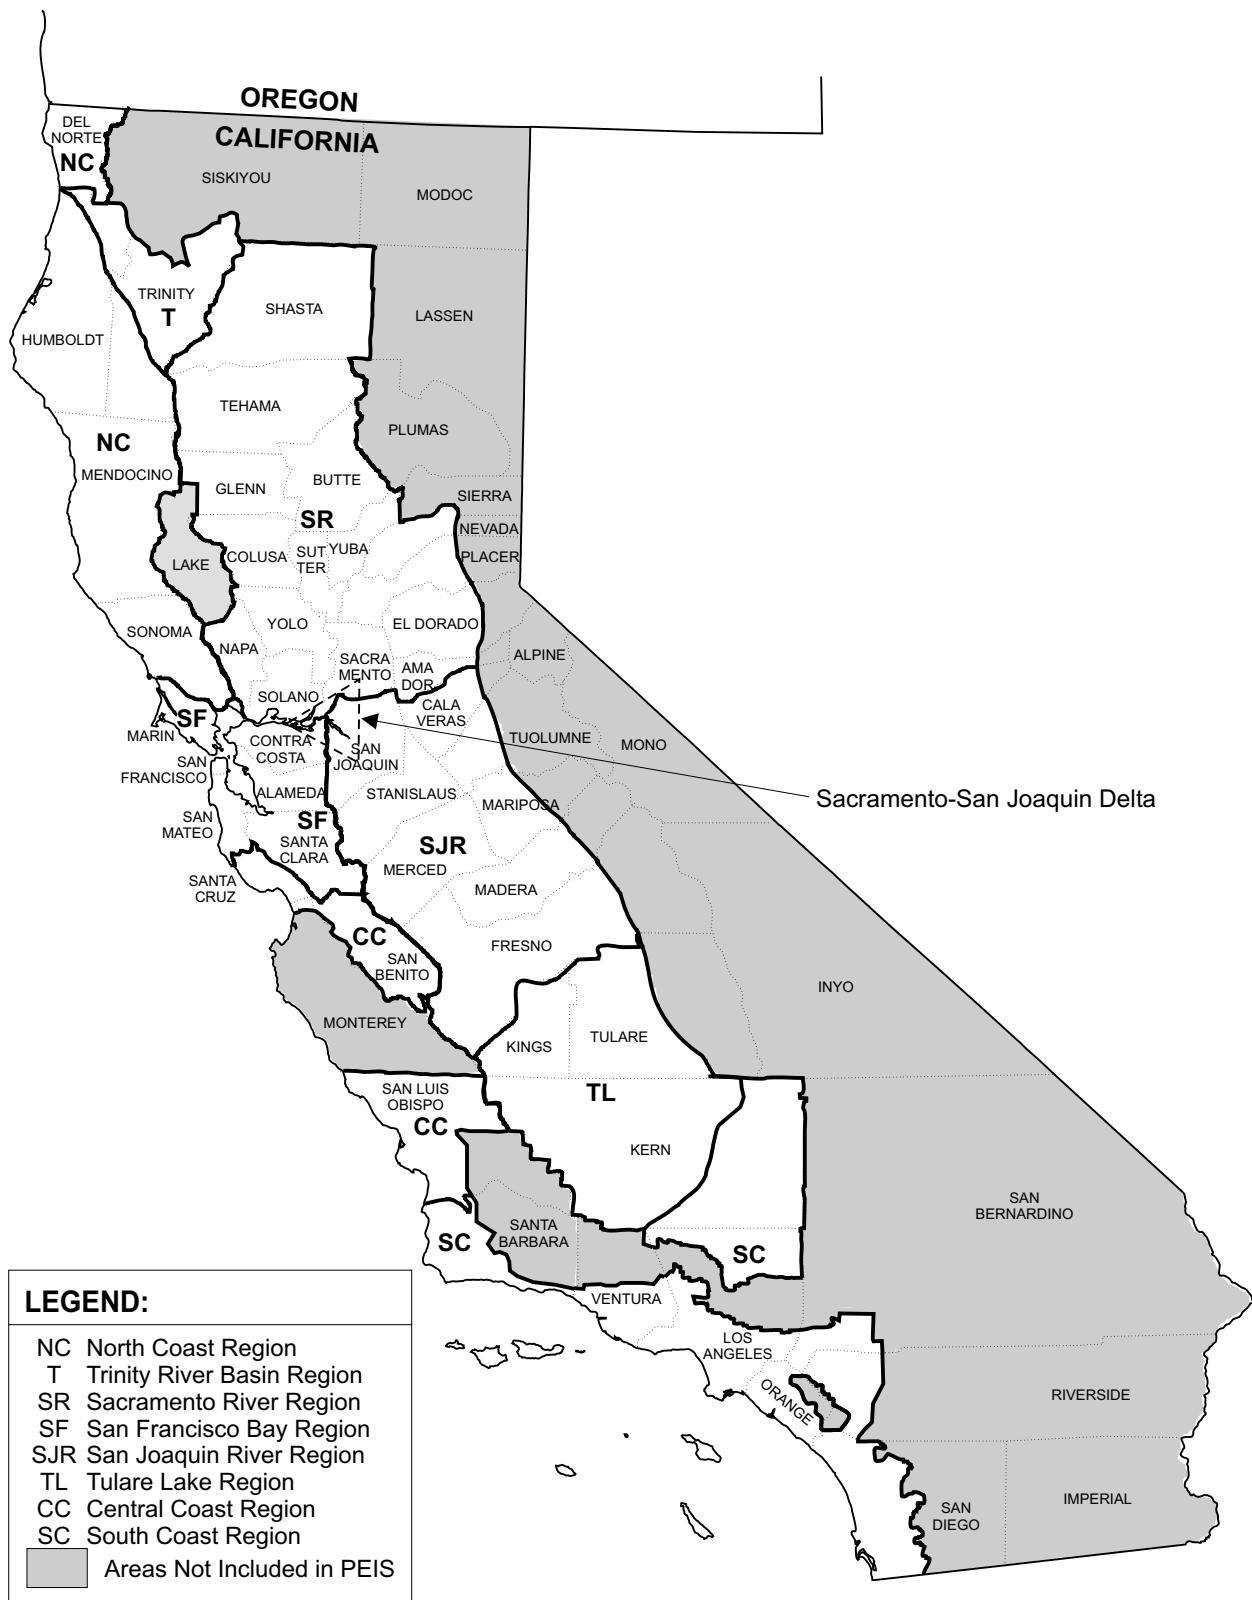 OREGON
CALIFORNIA
DEL
NORTE
NC
SISKIYOU
MODOC
TRINITY
T
SHASTA
LASSEN
HUMBOLDT
TEHAMA
PLUMAS
NC
MENDOCINO
GLENN
BUTTE
SIERRA
SR
NEVADA
LAKE
COLUSA
SUT
TER
YUBA
PLACER
SONOMA
NAPA
YOLO
EL DORADO
SACRA
MENTO
AMA
DOR
ALPINE
SOLANO
SF
MARIN
CALA
VERAS
CONTRA
COSTA
SAN
JOAQUIN
TUOLUMNE
MONO
SAN
FRANCISCO
ALAMEDA
STANISLAUS
MARIPOSA
Sacramento-San Joaquin Delta
SAN
MATEO
SF
SANTA
CLARA
SJR
MERCED
SANTA
CRUZ
MADERA
CC
SAN
BENITO
FRESNO
INYO
MONTEREY
KINGS
TULARE
SAN LUIS
OBISPO
CC
TL
KERN
SAN
BERNARDINO
SC
SANTA
BARBARA
SC
VENTURA
LOS
ANGELES
ORANGE
RIVERSIDE
SAN
DIEGO
IMPERIAL
LEGEND:
NC North Coast Region
T Trinity River Basin Region
SR Sacramento River Region
SF San Francisco Bay Region
SJR San Joaquin River Region
TL Tulare Lake Region
CC Central Coast Region
SC South Coast Region
Areas Not Included in PEIS